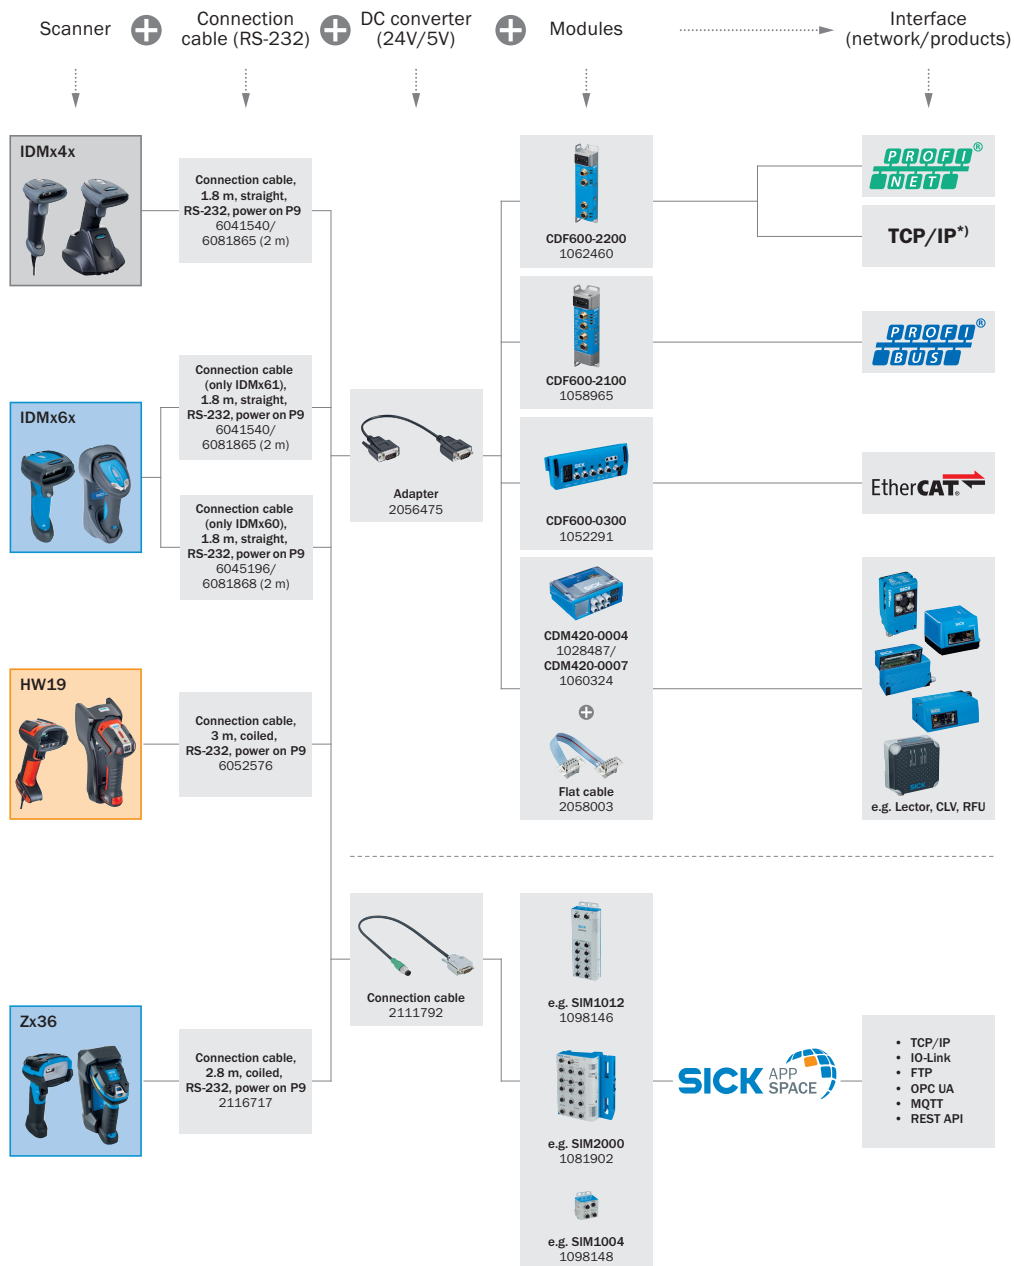 Scanner
Connection
cable (RS-232)
DC converter
(24V/5V)
Modules
Interface
(network/products)
IDMx4x
Connection cable,
1.8 m, straight,
RS-232, power on P9
6041540/
6081865 (2 m)
IDMx6x
Connection cable
(only IDMx61),
1.8 m, straight,
RS-232, power on P9
6041540/
6081865 (2 m)
Connection cable
(only IDMx60),
1.8 m, straight,
RS-232, power on P9
6045196/
6081868 (2 m)
HW19
Connection cable,
3 m, coiled,
RS-232, power on P9
6052576
Zx36
Connection cable,
2.8 m, coiled,
RS-232, power on P9
2116717
Adapter
2056475
Connection cable
2111792
CDF600-2200
1062460
CDF600-2100
1058965
SICK
CDF600-0300
1052291
SICK
CDM420-0004
1028487/
CDM420-0007
1060324
Flat cable
2058003
e.g. SIM1012
1098146
e.g. SIM2000
1081902
e.g. SIM1004
1098148
PROFI®
NET
TCP/IP*)
PROFI®
BUS
EtherCAT®
SICK
SICK
SICK
e.g. Lector, CLV, RFU
SICK APP
SPACE
• TCP/IP
• IO-Link
• FTP
• OPC UA
• MQTT
• REST API